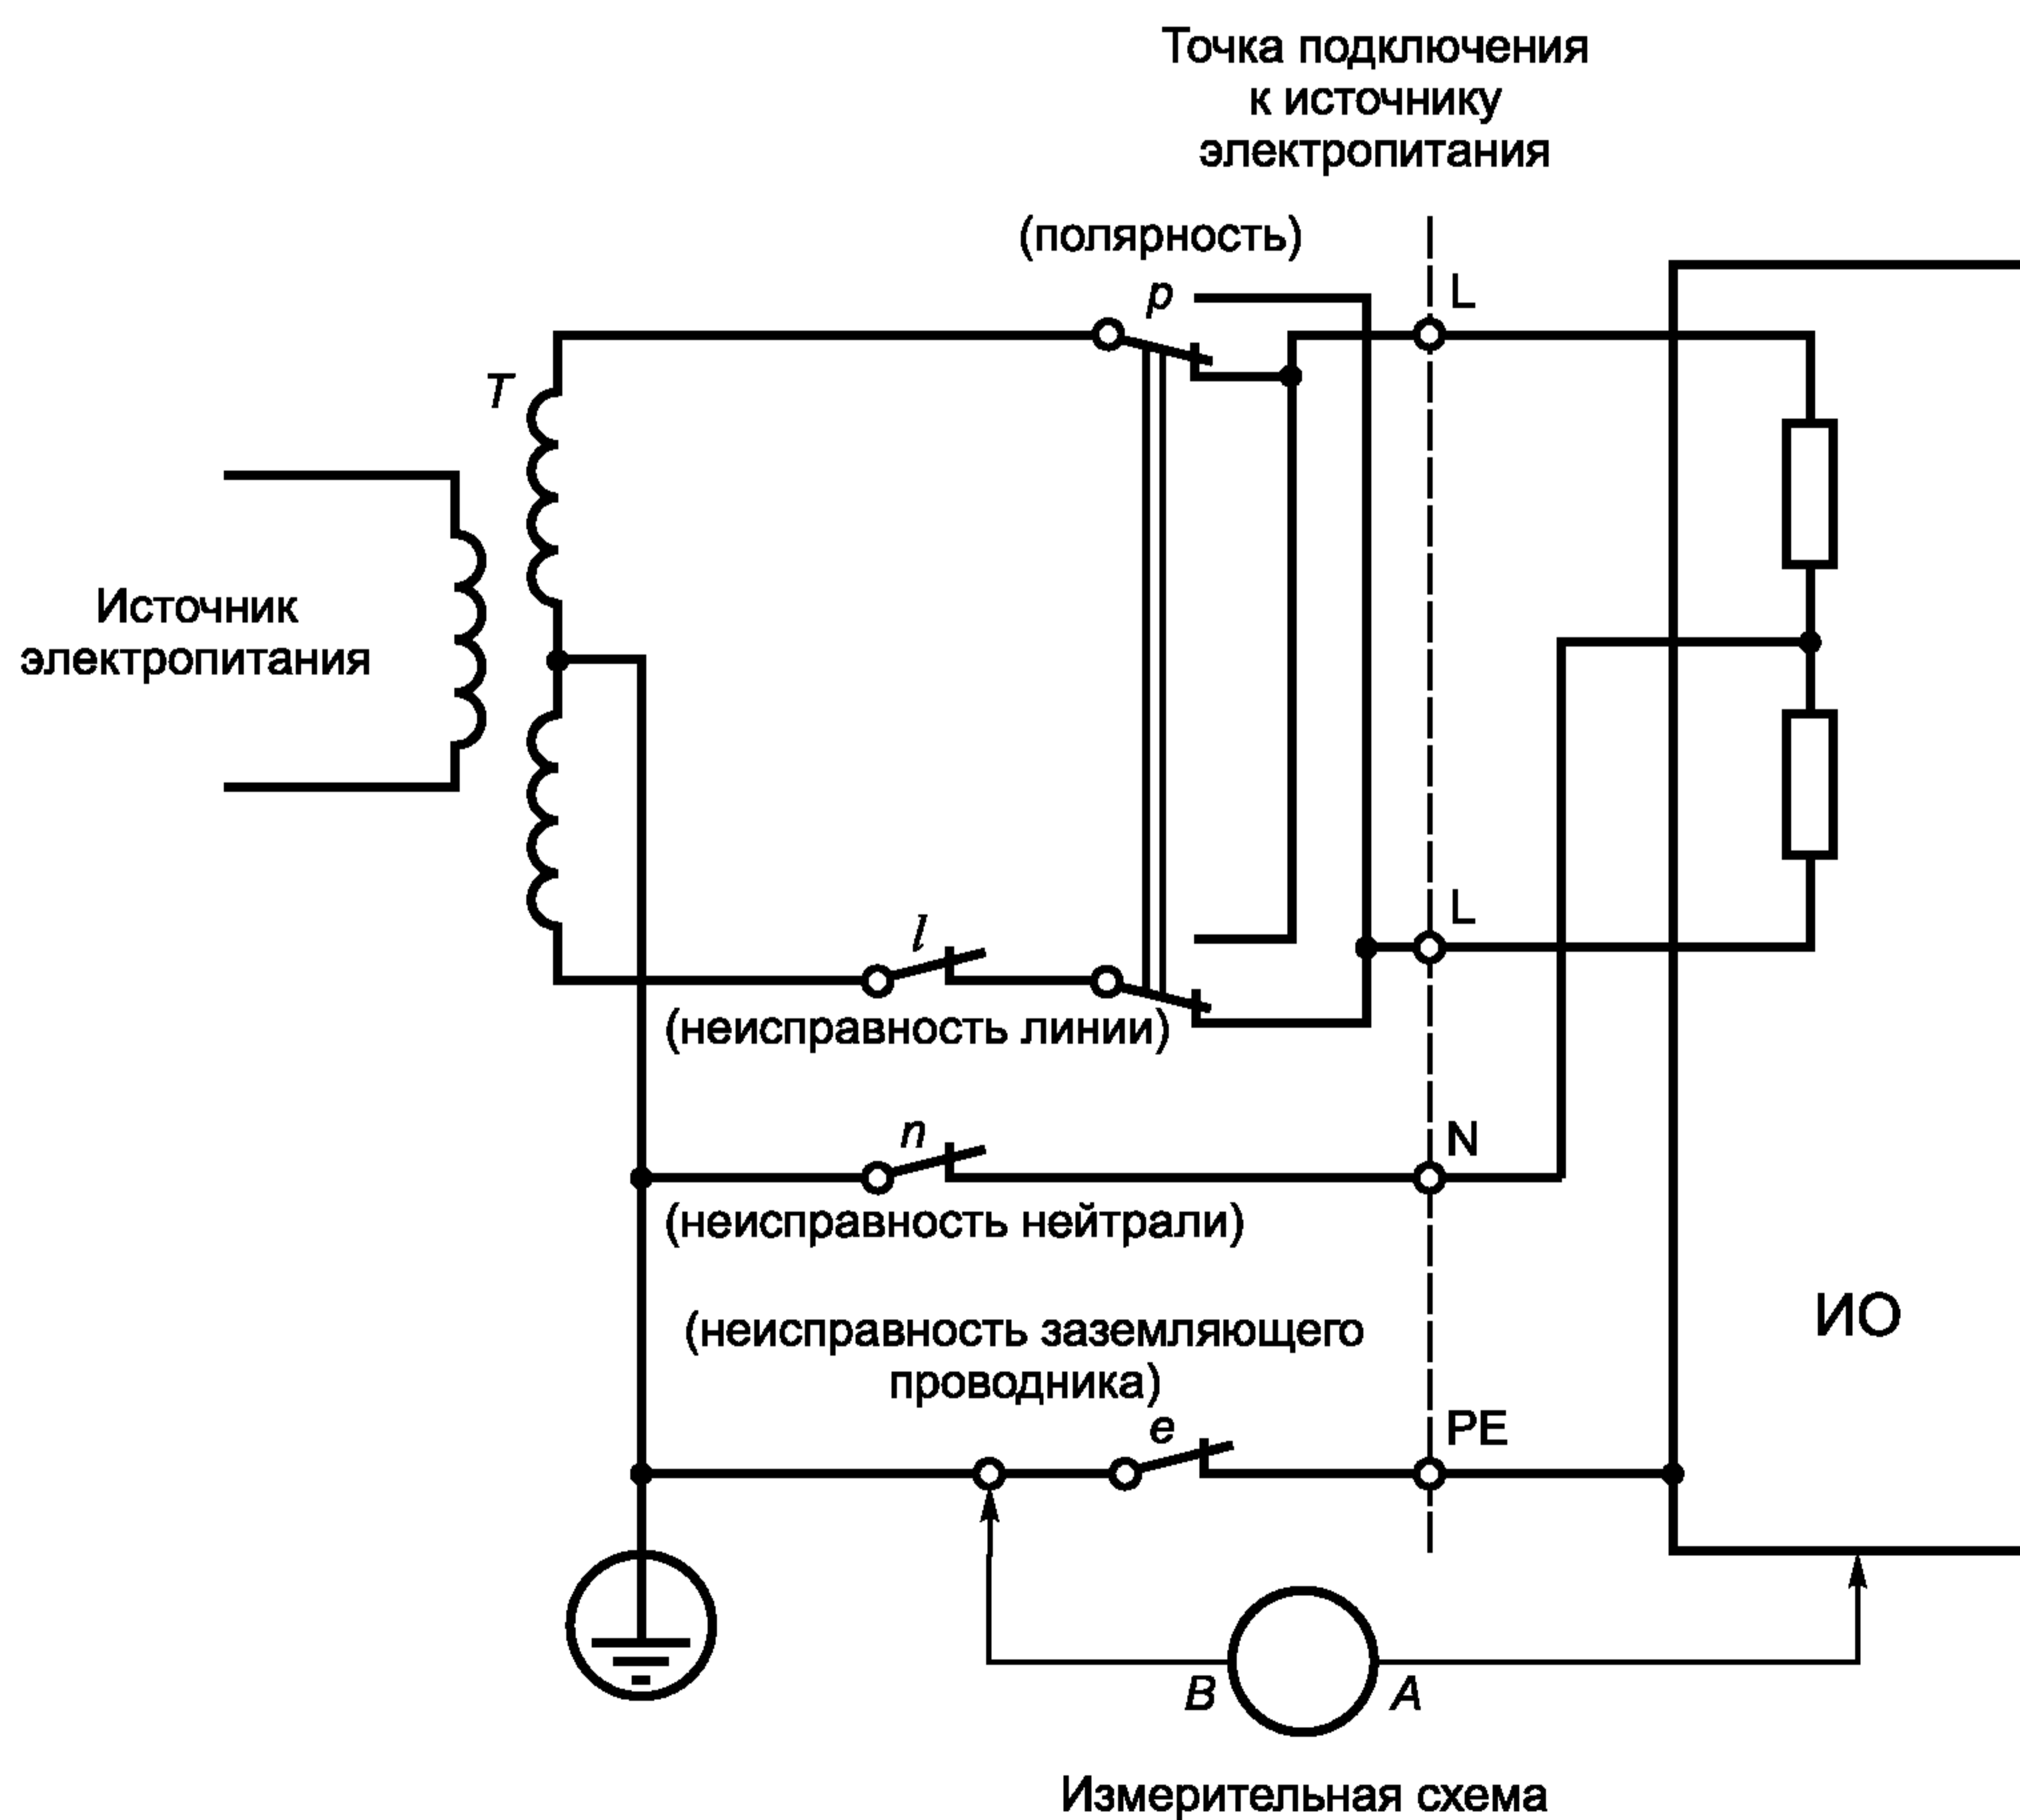 Точка подключения
к источнику
электропитания
(полярность)
p
L
T
Источник
электропитания
l
L
(неисправность линии)
n
N
(неисправность нейтрали)
ИО
(неисправность заземляющего
проводника)
e
PE
B
A
Измерительная схема